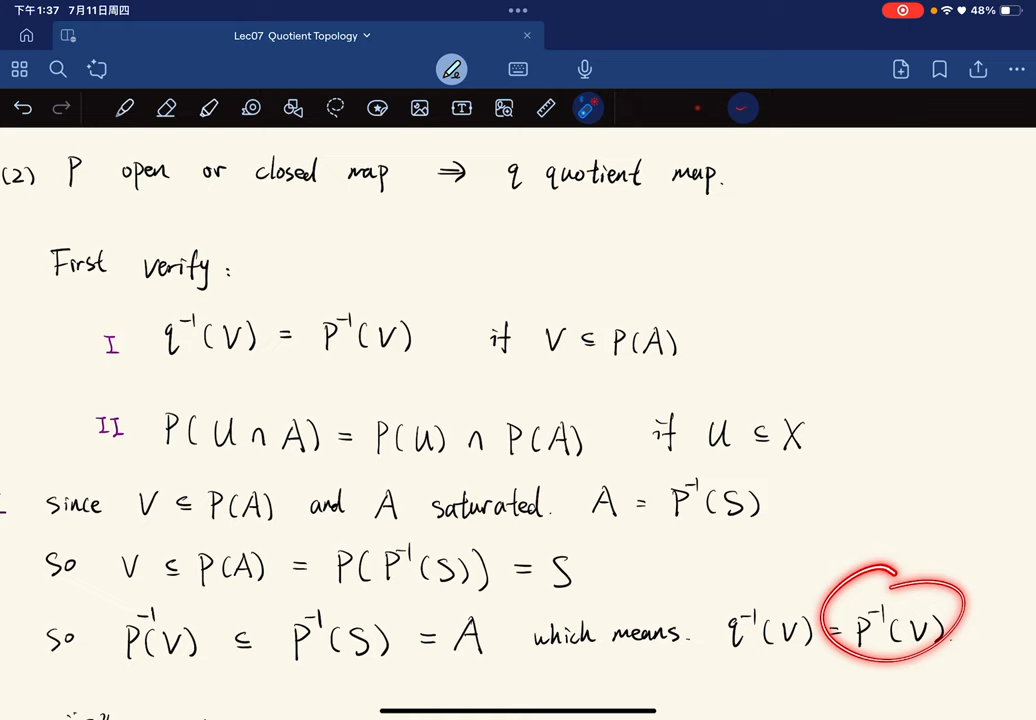 下午1:37 7月11日周四
48%
Lec07 Quotient Topology
(2) P open or closed map ⇒ q quotient map.
First verify:
I q⁻¹(V) = P⁻¹(V) if V ⊆ P(A)
II P(U ∩ A) = P(U) ∩ P(A) if U ⊆ X
since V ⊆ P(A) and A saturated. A = P⁻¹(S)
So V ⊆ P(A) = P(P⁻¹(S)) = S
so P⁻¹(V) ⊆ P⁻¹(S) = A which means. q⁻¹(V) = P⁻¹(V).